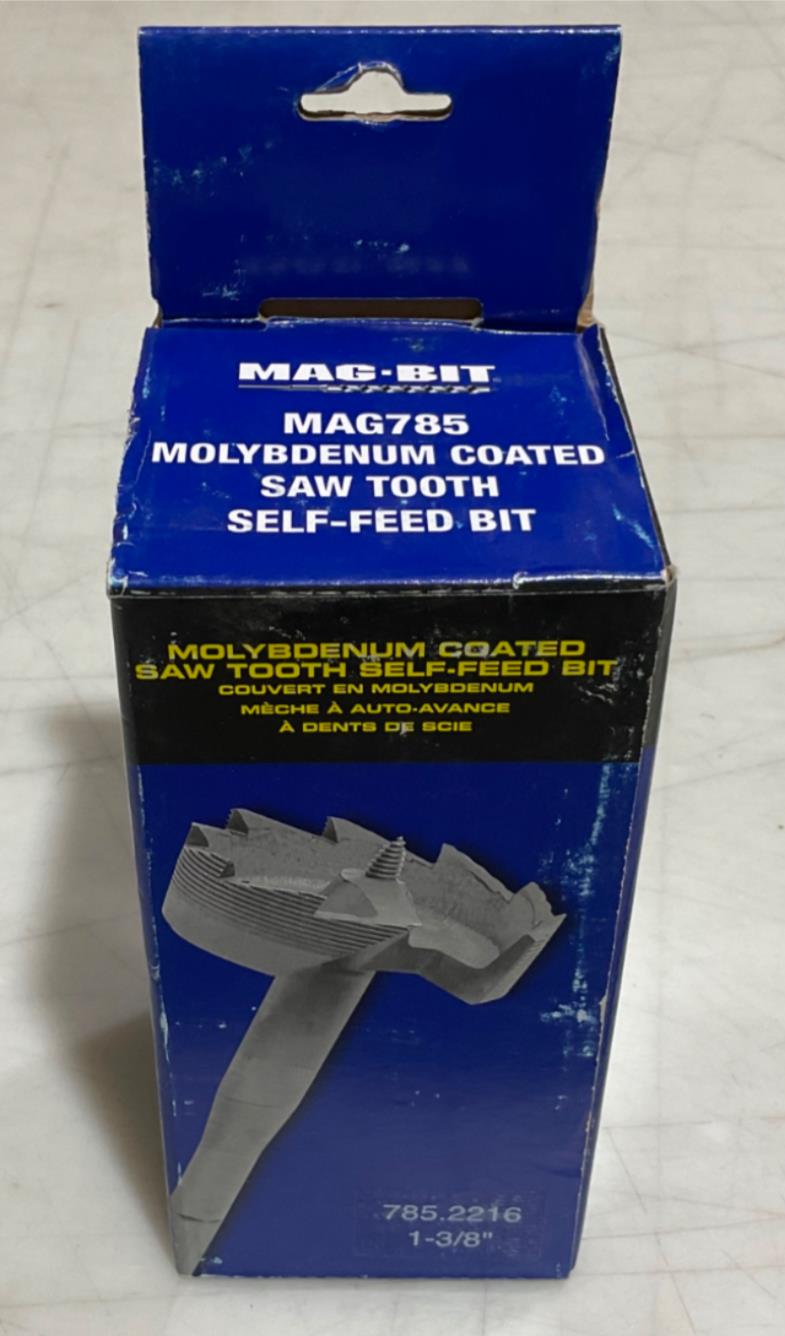 MAG-BIT
MAG785
MOLYBDENUM COATED
SAW TOOTH
SELF-FEED BIT
MOLYBDENUM COATED
SAW TOOTH SELF-FEED BIT
COUVERT EN MOLYBDENUM
MÈCHE À AUTO-AVANCE
À DENTS DE SCIE
785.2216
1-3/8"